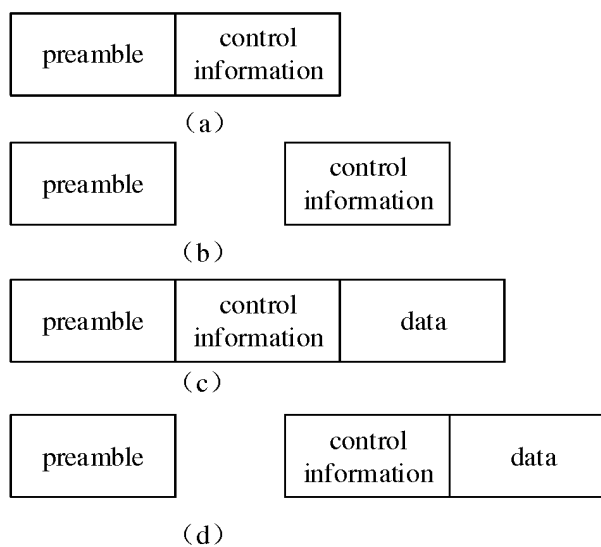 preamble
control
information
（a）
preamble
control
information
（b）
preamble
control
information
data
（c）
preamble
control
information
data
（d）